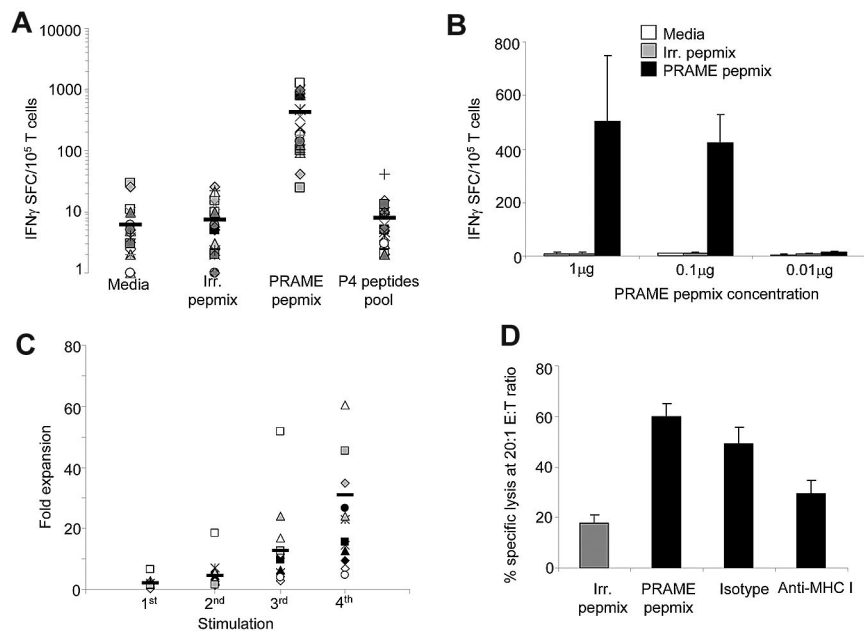 A
IFNγ SFC/10⁵ T cells
10000
1000
100
10
1
Media
Irr. pepmix
PRAME pepmix
P4 peptides pool
B
Media
Irr. pepmix
PRAME pepmix
IFNγ SFC/10⁵ T cells
800
600
400
200
0
1µg
0.1µg
0.01µg
PRAME pepmix concentration
C
Fold expansion
80
60
40
20
0
1st
2nd
3rd
4th
Stimulation
D
% specific lysis at 20:1 E:T ratio
80
60
40
20
0
Irr. pepmix
PRAME pepmix
Isotype
Anti-MHC I